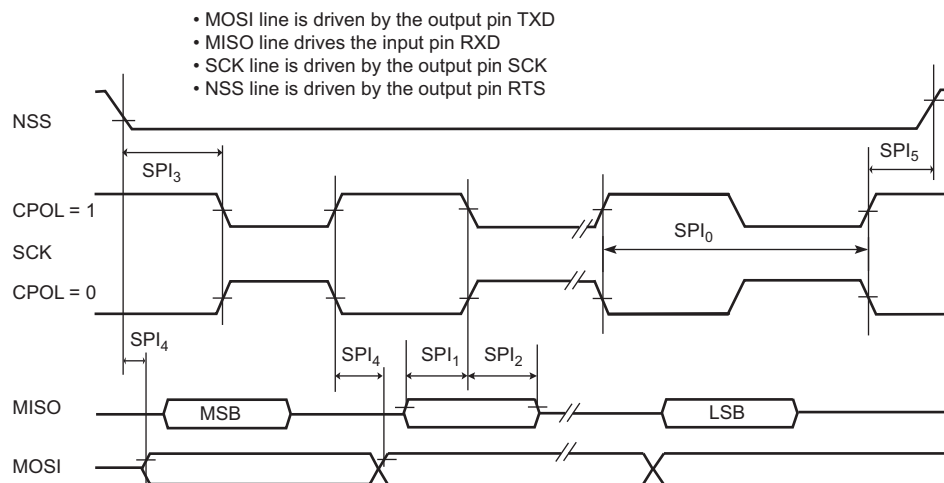 • MOSI line is driven by the output pin TXD
• MISO line drives the input pin RXD
• SCK line is driven by the output pin SCK
• NSS line is driven by the output pin RTS
NSS
SPI3
SPI5
CPOL = 1
SPI0
SCK
CPOL = 0
SPI4
SPI4
SPI1
SPI2
MISO
MSB
LSB
MOSI